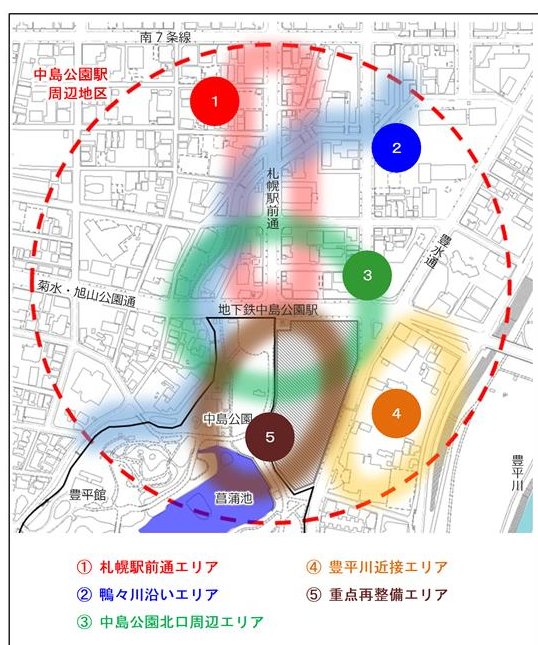 南7条線
中島公園駅
周辺地区
1
2
札幌駅前通
豊水通
3
菊水・旭山公園通
地下鉄中島公園駅
4
中島公園
5
豊平館
菖蒲池
豊平川
① 札幌駅前通エリア
② 鴨々川沿いエリア
③ 中島公園北口周辺エリア
④ 豊平川近接エリア
⑤ 重点再整備エリア